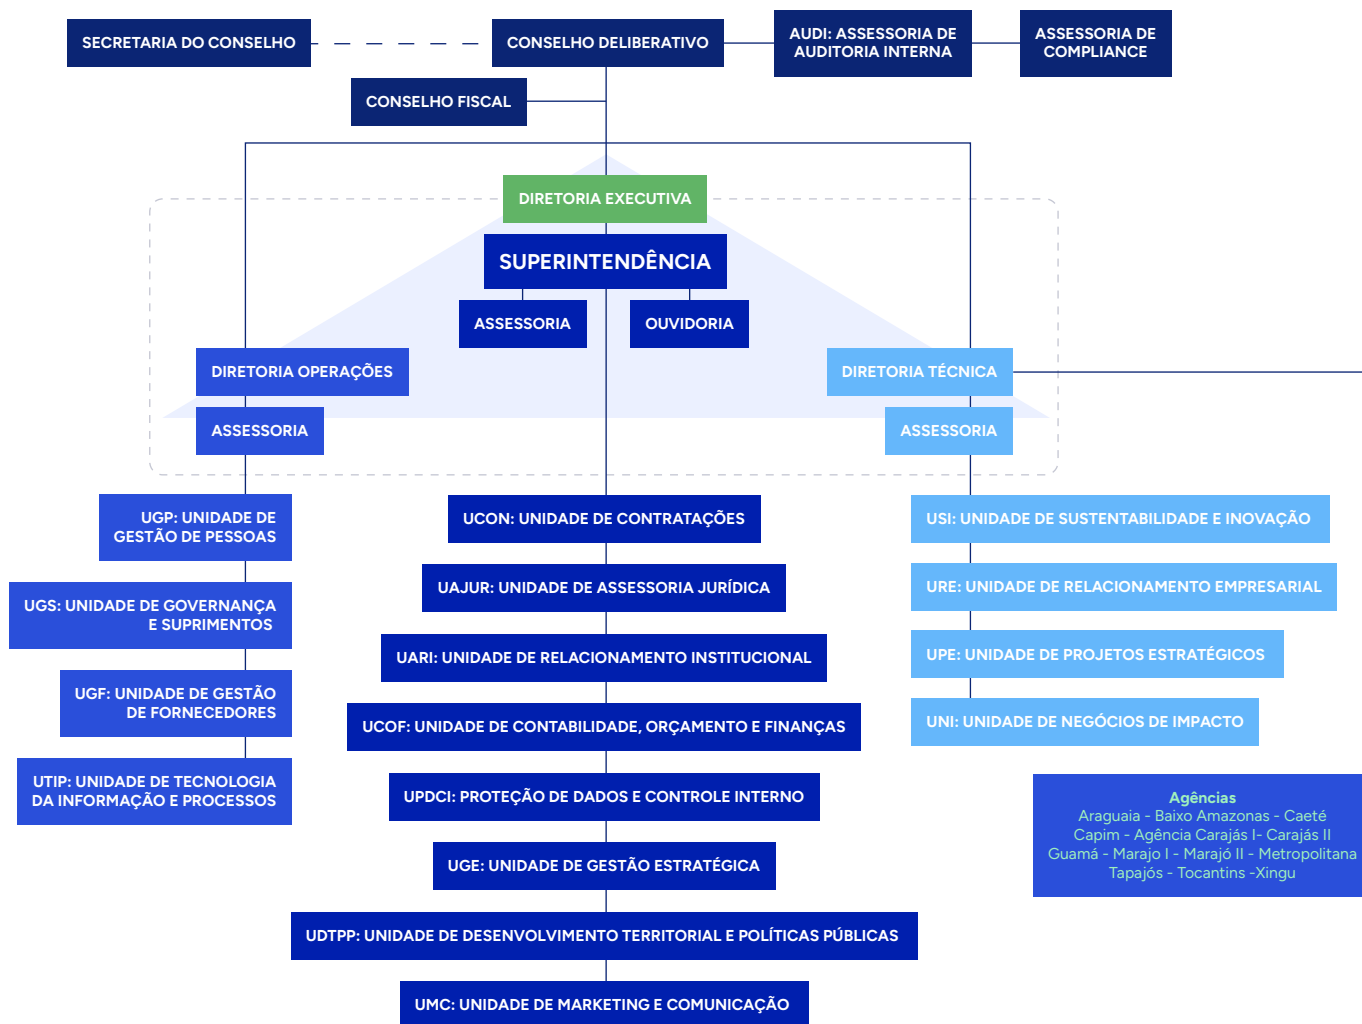 SECRETARIA DO CONSELHO
CONSELHO DELIBERATIVO
AUDI: ASSESSORIA DE
AUDITORIA INTERNA
ASSESSORIA DE
COMPLIANCE
CONSELHO FISCAL
DIRETORIA EXECUTIVA
SUPERINTENDÊNCIA
ASSESSORIA
OUVIDORIA
DIRETORIA OPERAÇÕES
ASSESSORIA
DIRETORIA TÉCNICA
ASSESSORIA
UGP: UNIDADE DE
GESTÃO DE PESSOAS
UGS: UNIDADE DE GOVERNANÇA
E SUPRIMENTOS
UGF: UNIDADE DE GESTÃO
DE FORNECEDORES
UTIP: UNIDADE DE TECNOLOGIA
DA INFORMAÇÃO E PROCESSOS
UCON: UNIDADE DE CONTRATAÇÕES
UAJUR: UNIDADE DE ASSESSORIA JURÍDICA
UARI: UNIDADE DE RELACIONAMENTO INSTITUCIONAL
UCOF: UNIDADE DE CONTABILIDADE, ORÇAMENTO E FINANÇAS
UPDCI: PROTEÇÃO DE DADOS E CONTROLE INTERNO
UGE: UNIDADE DE GESTÃO ESTRATÉGICA
UDTPP: UNIDADE DE DESENVOLVIMENTO TERRITORIAL E POLÍTICAS PÚBLICAS
UMC: UNIDADE DE MARKETING E COMUNICAÇÃO
USI: UNIDADE DE SUSTENTABILIDADE E INOVAÇÃO
URE: UNIDADE DE RELACIONAMENTO EMPRESARIAL
UPE: UNIDADE DE PROJETOS ESTRATÉGICOS
UNI: UNIDADE DE NEGÓCIOS DE IMPACTO
Agências
Araguaia - Baixo Amazonas - Caeté
Capim - Agência Carajás I- Carajás II
Guamá - Marajo I - Marajó II - Metropolitana
Tapajós - Tocantins -Xingu